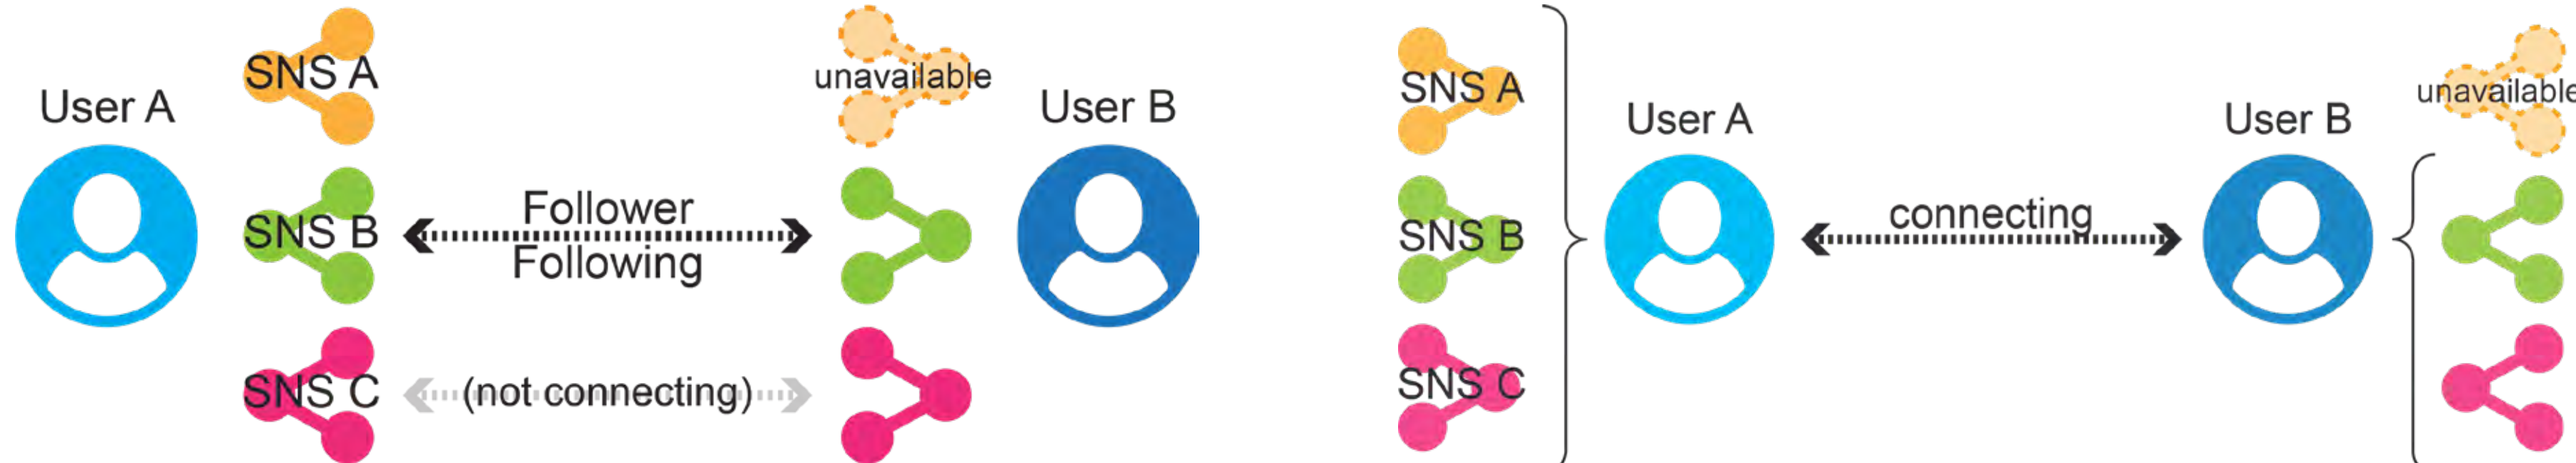 User A
SNS A
SNS B
SNS C
Follower
Following
(not connecting)
unavailable
User B
SNS A
SNS B
SNS C
User A
connecting
User B
unavailable